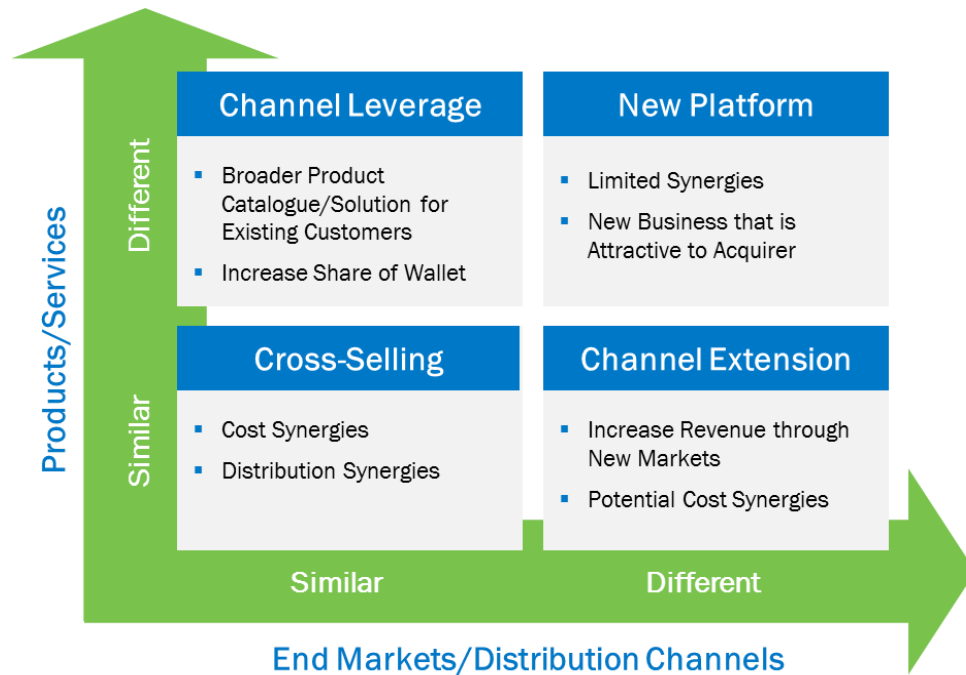 Products/Services
Different
Similar
Channel Leverage
▪ Broader Product
Catalogue/Solution for
Existing Customers
▪ Increase Share of Wallet
New Platform
▪ Limited Synergies
▪ New Business that is
Attractive to Acquirer
Cross-Selling
▪ Cost Synergies
▪ Distribution Synergies
Channel Extension
▪ Increase Revenue through
New Markets
▪ Potential Cost Synergies
Similar
Different
End Markets/Distribution Channels